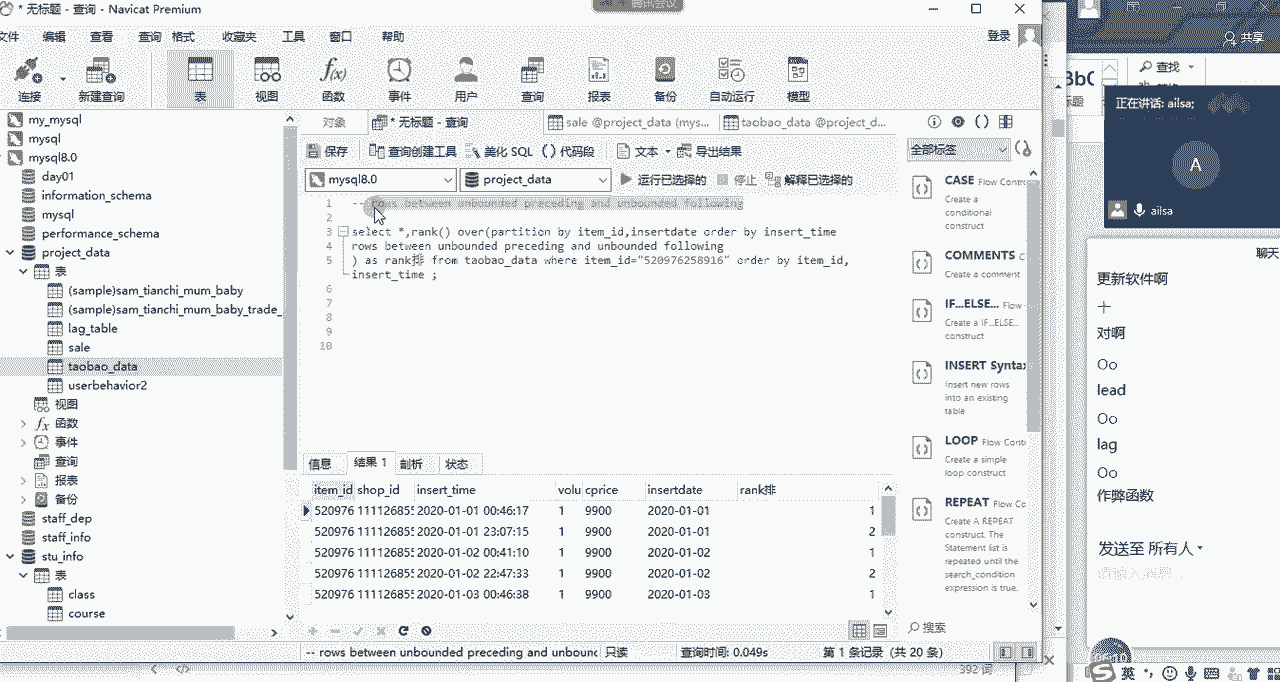 * 无标题 - 查询 - Navicat Premium
腾讯会议
文件 编辑 查看 查询 格式 收藏夹 工具 窗口 帮助
登录
连接 新建查询 表 视图 函数 事件 用户 查询 报表 备份 自动运行 模型
对象
* 无标题 - 查询
sale @project_data (mys...
taobao_data @project_d...
保存 查询创建工具 美化 SQL () 代码段 文本 导出结果
mysql8.0 project_data 运行已选择的 停止 解释已选择的
my_mysql
mysql
mysql8.0
day01
information_schema
mysql
performance_schema
project_data
表
(sample)sam_tianchi_mum_baby
(sample)sam_tianchi_mum_baby_trade_
lag_table
sale
taobao_data
userbehavior2
视图
函数
事件
查询
报表
备份
staff_dep
staff_info
stu_info
表
class
course
1 -- rows between unbounded preceding and unbounded following
2
3 select *,rank() over(partition by item_id,insertdate order by insert_time
4 rows between unbounded preceding and unbounded following
5 ) as rank排 from taobao_data where item_id="520976258916" order by item_id,
insert_time ;
6
7
8
9
10
信息 结果 1 剖析 状态
item_id shop_id insert_time volu cprice insertdate rank排
520976 11112685 2020-01-01 00:46:17 1 9900 2020-01-01 1
520976 11112685 2020-01-01 23:07:15 1 9900 2020-01-01 2
520976 11112685 2020-01-02 00:41:10 1 9900 2020-01-02 1
520976 11112685 2020-01-02 22:47:33 1 9900 2020-01-02 2
520976 11112685 2020-01-03 00:46:38 1 9900 2020-01-03 1
-- rows between unbounded preceding and unbounc 只读 查询时间: 0.049s 第 1 条记录 (共 20 条)
392 词
全部标签
CASE Flow Contr
Create a
conditional
construct
COMMENTS C
Create a comment
IF...ELSE... Flow
Create a IF...ELSE...
construct
INSERT Syntax
Insert new rows
into an existing
table
LOOP Flow Contr
Create a simple
loop construct
REPEAT Flow Co
Create A REPEAT
construct. The
Statement list is
repeated until the
search_condition
expression is true.
搜索
共享
查找
正在讲话: ailsa;
A
ailsa
聊天
更新软件啊
十
对啊
Oo
lead
Oo
lag
Oo
作弊函数
发送至 所有人
请输入消息...
英